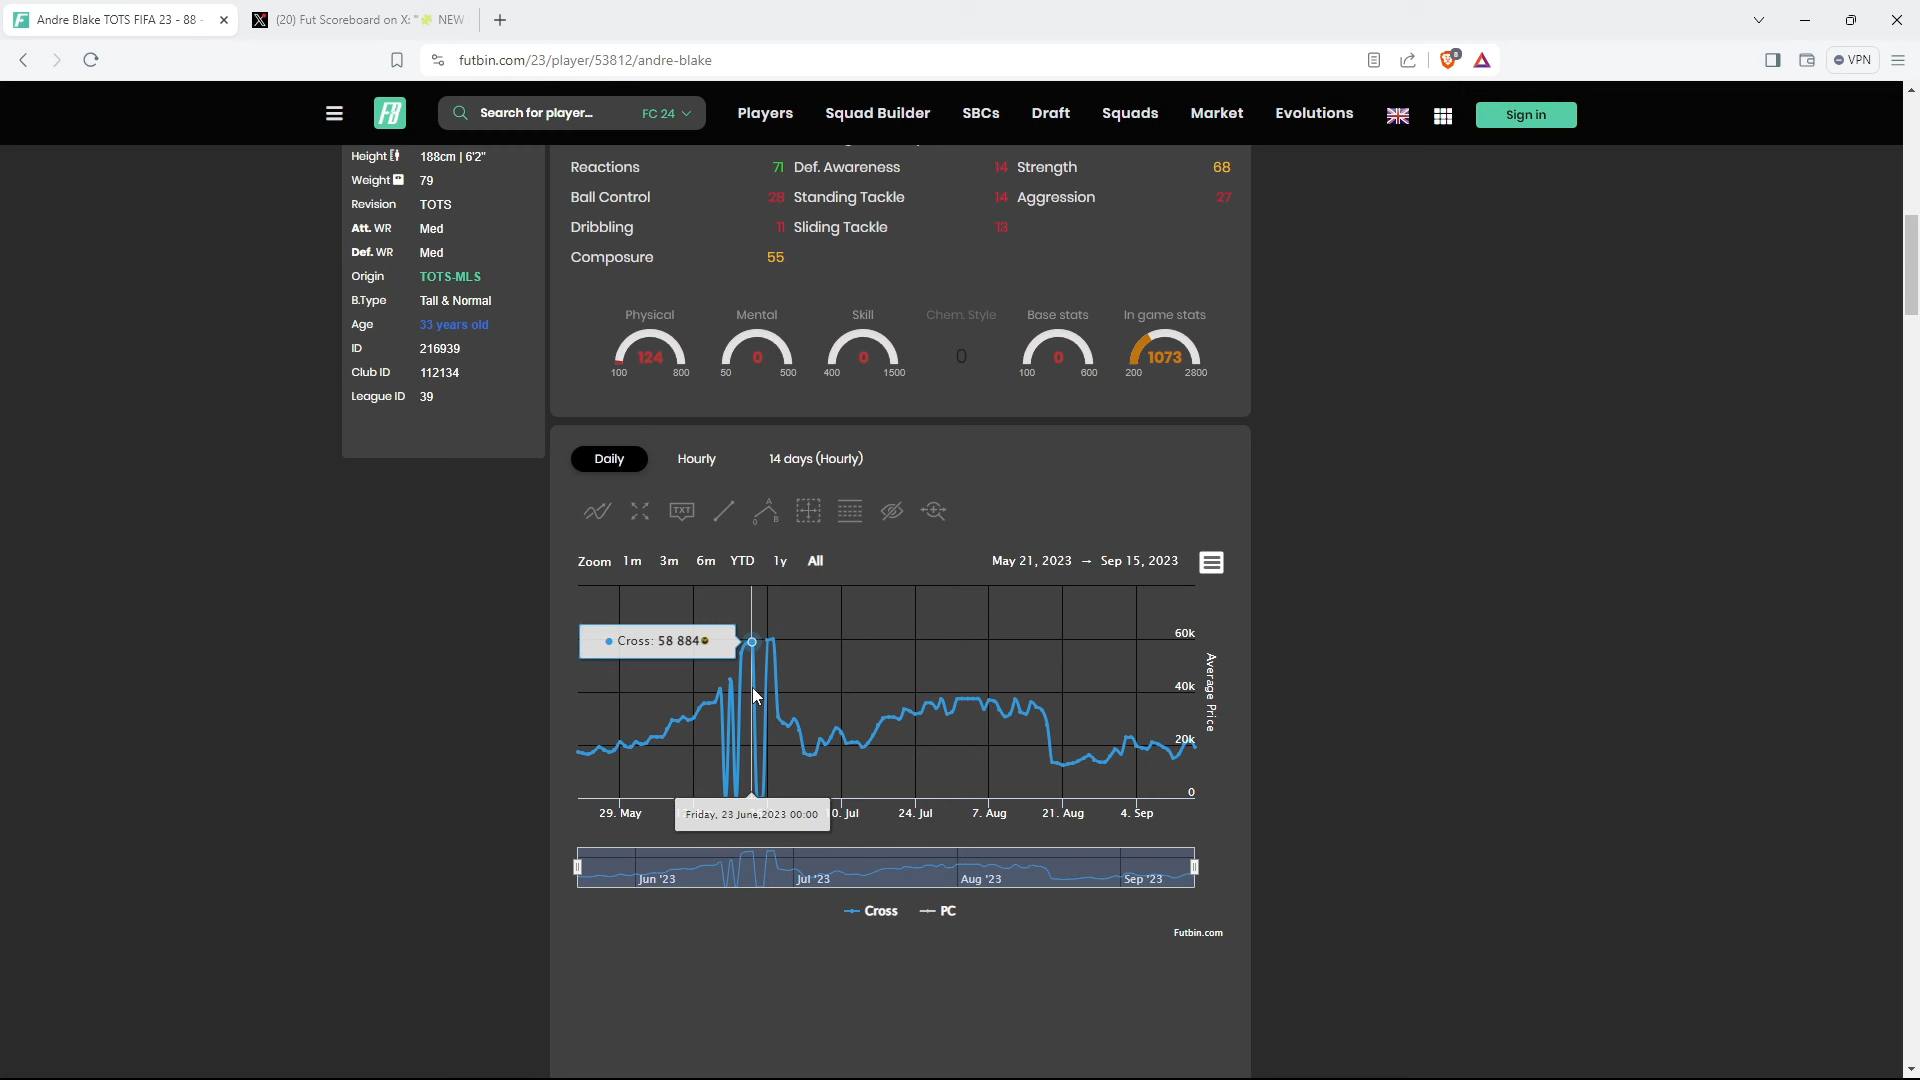 Andre Blake TOTS FIFA 23 - 88 -
(20) Fut Scoreboard on X: " NEW
futbin.com/23/player/53812/andre-blake
8
VPN
FB
Search for player...
FC 24
Players
Squad Builder
SBCs
Draft
Squads
Market
Evolutions
Sign in
Height 188cm | 6'2"
Weight 79
Revision TOTS
Att. WR Med
Def. WR Med
Origin TOTS-MLS
B.Type Tall & Normal
Age 33 years old
ID 216939
Club ID 112134
League ID 39
Reactions 71 Def. Awareness 14 Strength 68
Ball Control 28 Standing Tackle 14 Aggression 27
Dribbling 11 Sliding Tackle 13
Composure 55
Physical Mental Skill Chem. Style Base stats In game stats
124 0 0 0 0 1073
100 800 50 500 400 1500 100 600 200 2800
Daily Hourly 14 days (Hourly)
TXT
A
0 B
Zoom 1m 3m 6m YTD 1y All May 21, 2023 → Sep 15, 2023
60k
Cross: 58 884
40k
Average Price
20k
0
29. May 0. Jul 24. Jul 7. Aug 21. Aug 4. Sep
Friday, 23 June,2023 00:00
Jun '23 Jul '23 Aug '23 Sep '23
Cross PC
Futbin.com